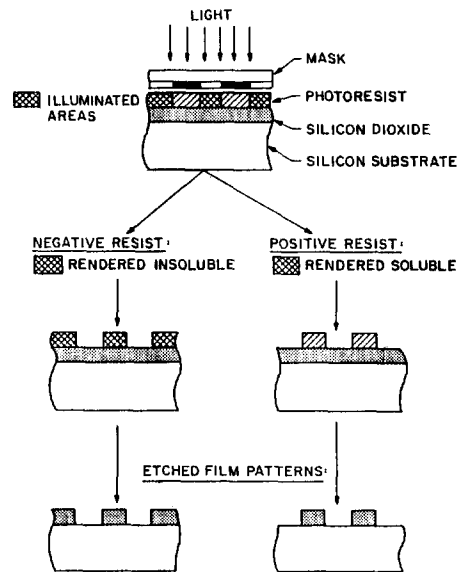 LIGHT
MASK
ILLUMINATED
AREAS
PHOTORESIST
SILICON DIOXIDE
SILICON SUBSTRATE
NEGATIVE RESIST:
RENDERED INSOLUBLE
POSITIVE RESIST:
RENDERED SOLUBLE
ETCHED FILM PATTERNS: